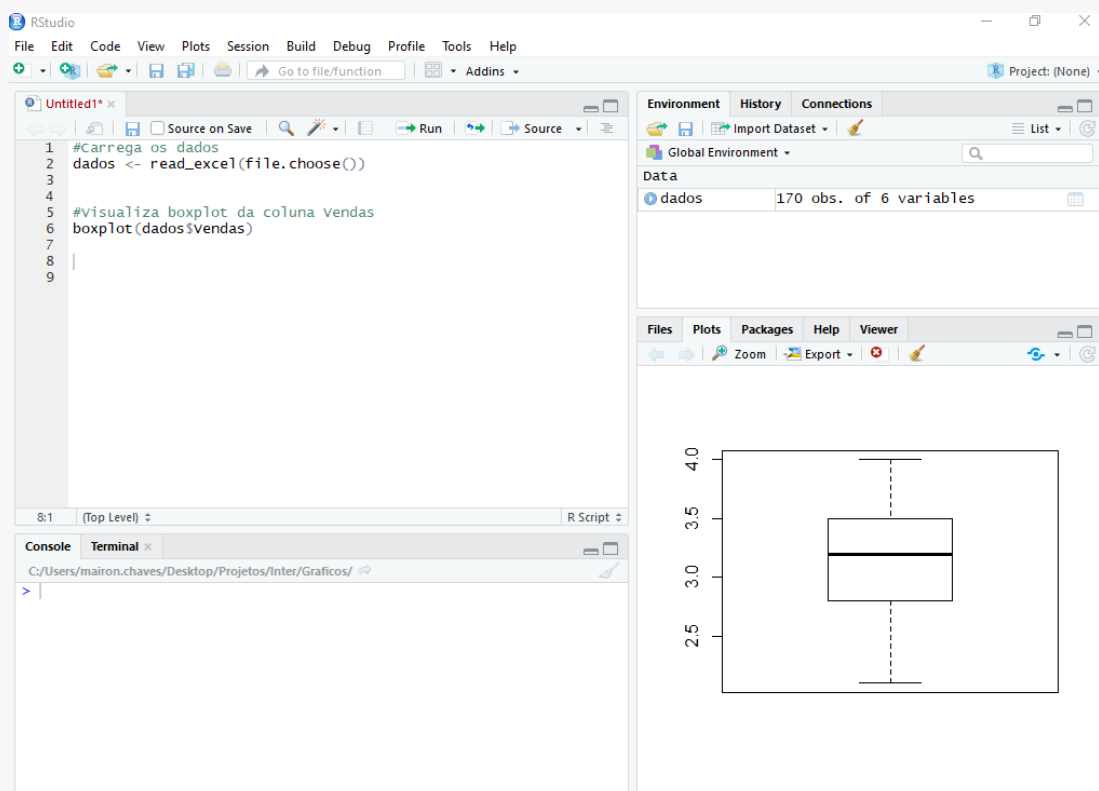 RStudio
File Edit Code View Plots Session Build Debug Profile Tools Help
Go to file/function Addins Project: (None)
Untitled1*
Source on Save Run Source
1 #Carrega os dados
2 dados <- read_excel(file.choose())
3
4
5 #Visualiza boxplot da coluna Vendas
6 boxplot(dados$Vendas)
7
8
9
8:1 (Top Level) R Script
Console Terminal
C:/Users/mairon.chaves/Desktop/Projetos/Inter/Graficos/
>
Environment History Connections
Import Dataset List
Global Environment
Data
dados 170 obs. of 6 variables
Files Plots Packages Help Viewer
Zoom Export
4.0
3.5
3.0
2.5